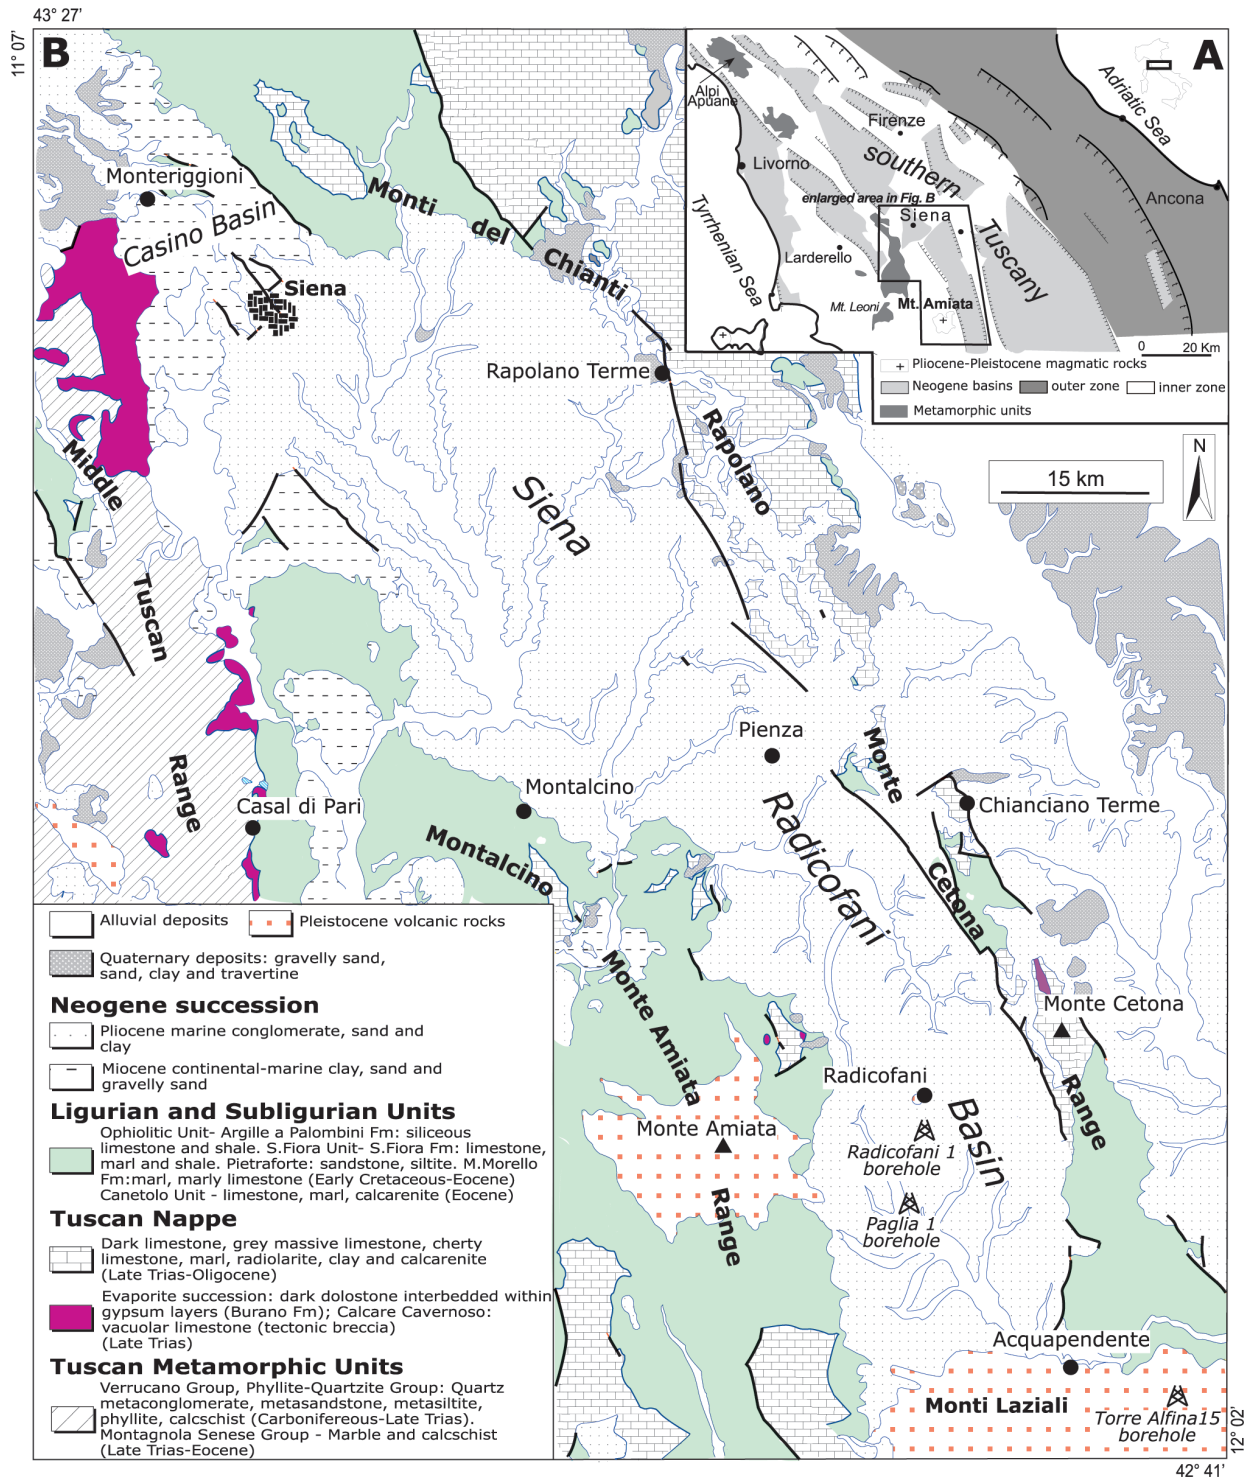 43° 27’
11° 07’
B
A
Alpi
Apuane
Firenze
Adriatic Sea
Livorno
southern
Ancona
enlarged area in Fig. B
Siena
Tuscany
Tyrrhenian Sea
Larderello
Mt. Leoni
Mt. Amiata
0 20 Km
Pliocene-Pleistocene magmatic rocks
Neogene basins
outer zone
inner zone
Metamorphic units
Monteriggioni
Casino Basin
Monti del Chianti
Siena
Rapolano Terme
Rapolano
N
15 km
Middle
Siena
Tuscan
Pienza
Monte
Range
Casal di Pari
Montalcino
Chianciano Terme
Radicofani
Montalcino
Cetona
Monte Amiata
Monte Cetona
Radicofani
Basin
Range
Monte Amiata
Radicofani 1
borehole
Range
Paglia 1
borehole
Acquapendente
Monti Laziali
Torre Alfina15
borehole
12° 02’
42° 41’
Alluvial deposits
Pleistocene volcanic rocks
Quaternary deposits: gravelly sand,
sand, clay and travertine
Neogene succession
Pliocene marine conglomerate, sand and
clay
Miocene continental-marine clay, sand and
gravelly sand
Ligurian and Subligurian Units
Ophiolitic Unit- Argille a Palombini Fm: siliceous
limestone and shale. S.Fiora Unit- S.Fiora Fm: limestone,
marl and shale. Pietraforte: sandstone, siltite. M.Morello
Fm:marl, marly limestone (Early Cretaceous-Eocene)
Canetolo Unit - limestone, marl, calcarenite (Eocene)
Tuscan Nappe
Dark limestone, grey massive limestone, cherty
limestone, marl, radiolarite, clay and calcarenite
(Late Trias-Oligocene)
Evaporite succession: dark dolostone interbedded within
gypsum layers (Burano Fm); Calcare Cavernoso:
vacuolar limestone (tectonic breccia)
(Late Trias)
Tuscan Metamorphic Units
Verrucano Group, Phyllite-Quartzite Group: Quartz
metaconglomerate, metasandstone, metasiltite,
phyllite, calcschist (Carbonifereous-Late Trias).
Montagnola Senese Group - Marble and calcschist
(Late Trias-Eocene)